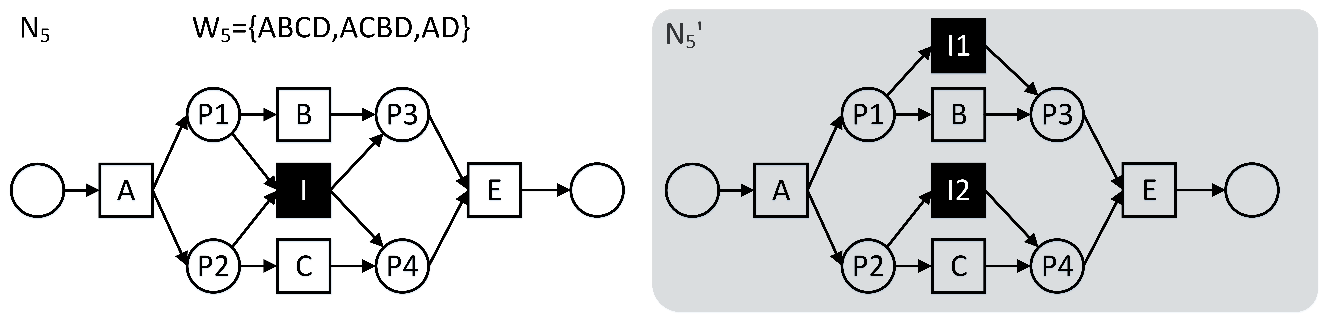 N5 W5={ABCD,ACBD,AD} N5'
I1
P1 B P3 P1 B P3
A I E A I2 E
P2 C P4 P2 C P4